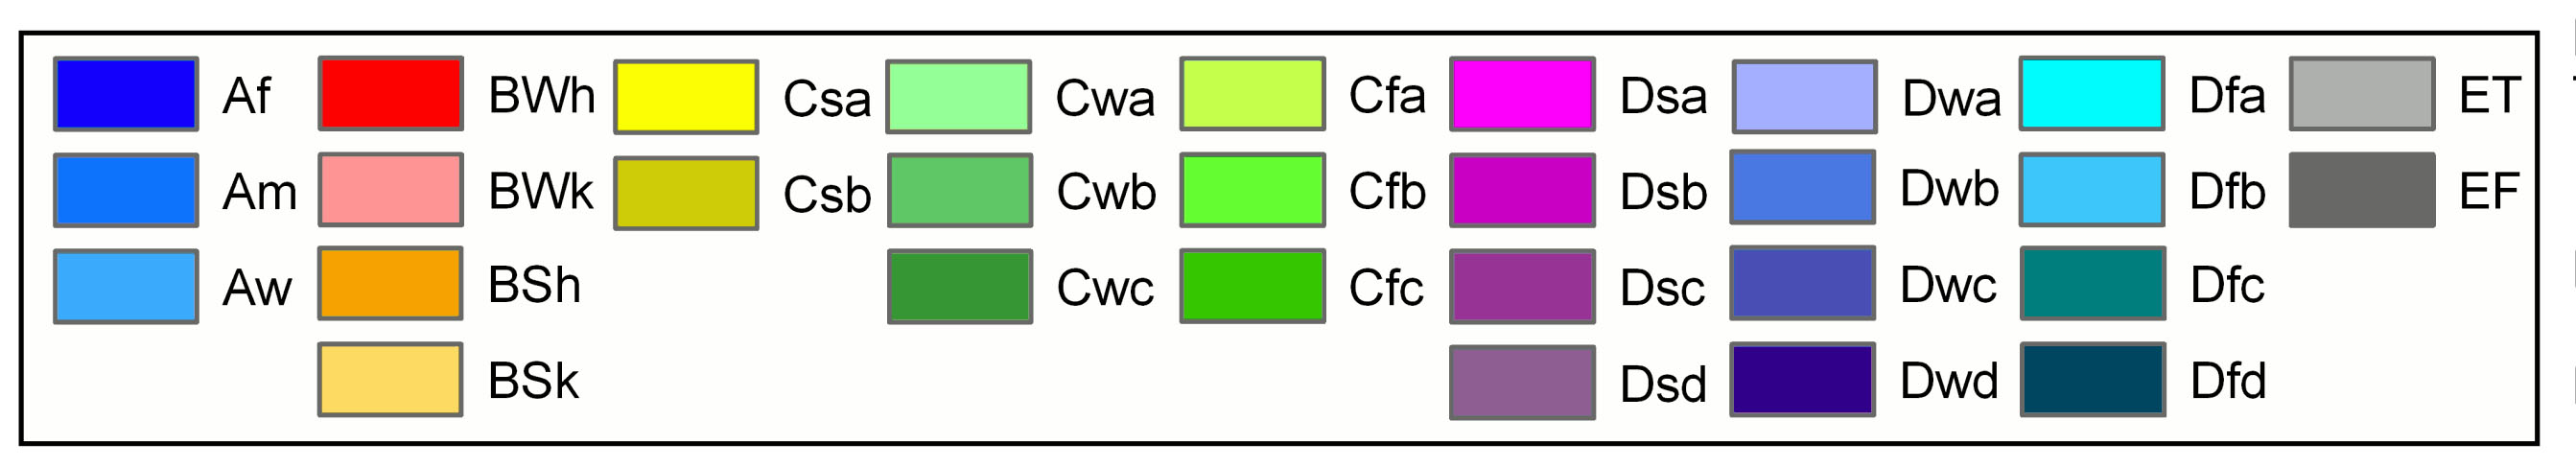 Af BWh Csa Cwa Cfa Dsa Dwa Dfa ET
Am BWk Csb Cwb Cfb Dsb Dwb Dfb EF
Aw BSh Cwc Cfc Dsc Dwc Dfc
BSk Dsd Dwd Dfd